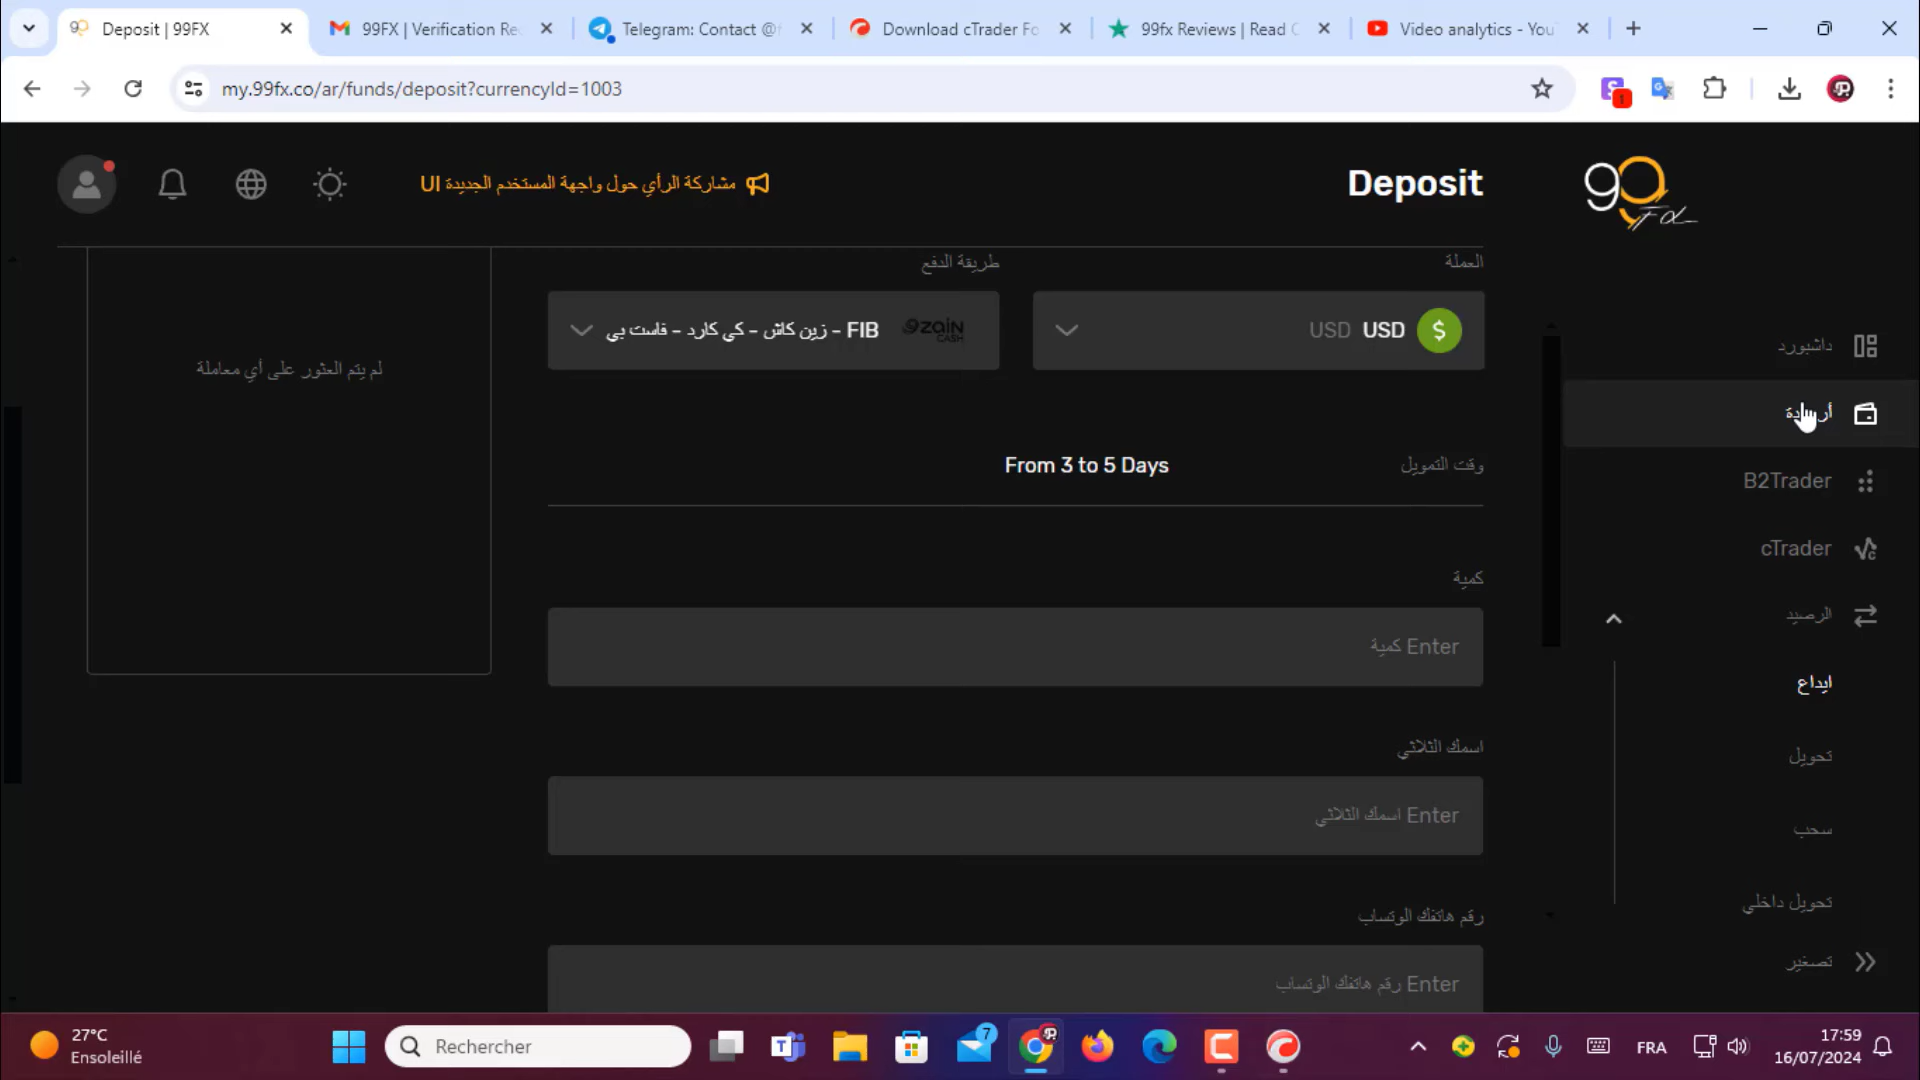 Deposit | 99FX
99FX | Verification Re
Telegram: Contact @f
Download cTrader Fo
99fx Reviews | Read C
Video analytics - You
my.99fx.co/ar/funds/deposit?currencyId=1003
1
مشاركة الرأي حول واجهة المستخدم الجديدة UI
Deposit
العملة
طريقة الدفع
USD USD
FIB - زين كاش - كي كارد - فاست بي
zain CASH
لم يتم العثور على أي معاملة
وقت التمويل
From 3 to 5 Days
كمية
Enter كمية
اسمك الثلاثي
Enter اسمك الثلاثي
رقم هاتفك الوتساب
Enter رقم هاتفك الوتساب
داشبورد
B2Trader
cTrader
الرصيد
ايداع
تحويل
سحب
تحويل داخلي
تصغير
27°C
Ensoleillé
Rechercher
7
FRA
17:59
16/07/2024